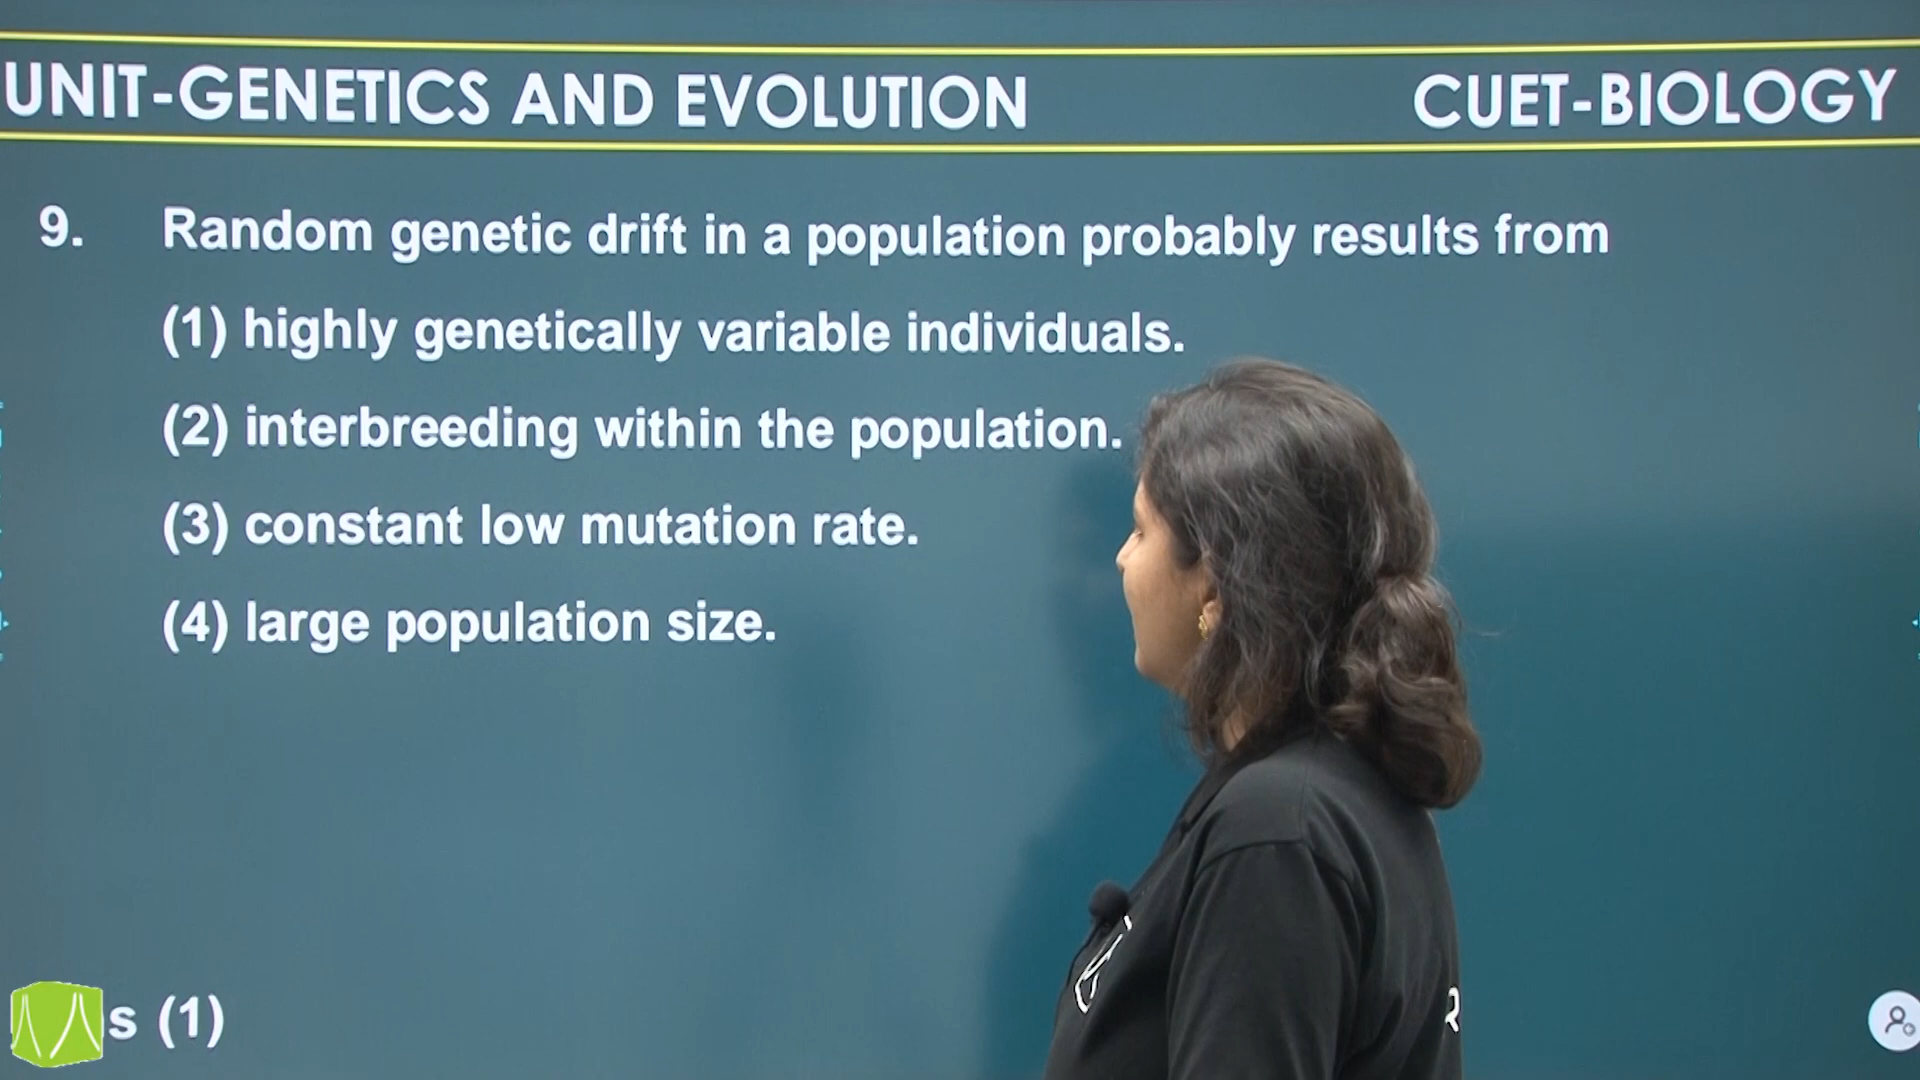 UNIT-GENETICS AND EVOLUTION CUET-BIOLOGY
9. Random genetic drift in a population probably results from
(1) highly genetically variable individuals.
(2) interbreeding within the population.
(3) constant low mutation rate.
(4) large population size.
s (1)